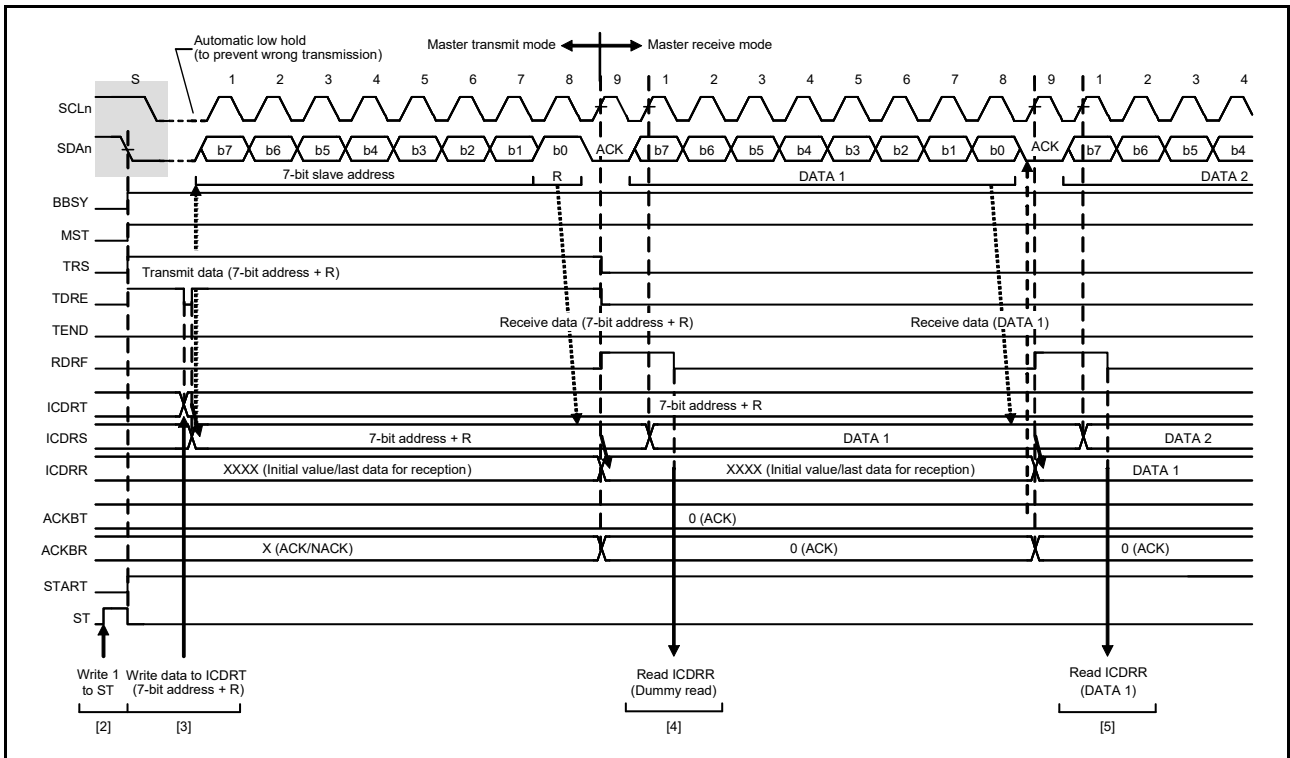 Automatic low hold
(to prevent wrong transmission)
Master transmit mode
Master receive mode
S 1 2 3 4 5 6 7 8 9 1 2 3 4 5 6 7 8 9 1 2 3 4
SCLn
SDAn b7 b6 b5 b4 b3 b2 b1 b0 ACK b7 b6 b5 b4 b3 b2 b1 b0 ACK b7 b6 b5 b4
7-bit slave address R DATA 1 DATA 2
BBSY
MST
TRS
Transmit data (7-bit address + R)
TDRE
TEND Receive data (7-bit address + R) Receive data (DATA 1)
RDRF
ICDRT 7-bit address + R
ICDRS 7-bit address + R DATA 1 DATA 2
ICDRR XXXX (Initial value/last data for reception) XXXX (Initial value/last data for reception) DATA 1
ACKBT 0 (ACK)
ACKBR X (ACK/NACK) 0 (ACK) 0 (ACK)
START
ST
Write 1
to ST
Write data to ICDRT
(7-bit address + R)
Read ICDRR
(Dummy read)
Read ICDRR
(DATA 1)
[2] [3] [4] [5]